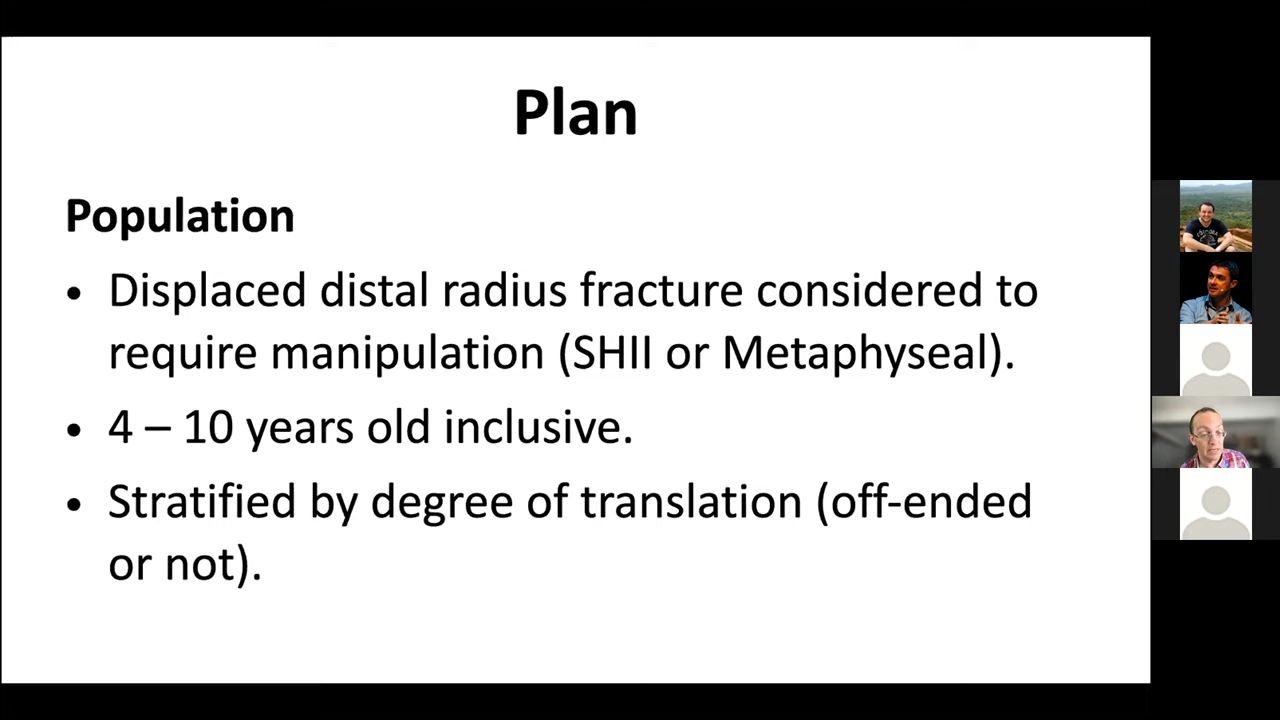 Plan
Population
• Displaced distal radius fracture considered to
require manipulation (SHII or Metaphyseal).
• 4 – 10 years old inclusive.
• Stratified by degree of translation (off-ended
or not).